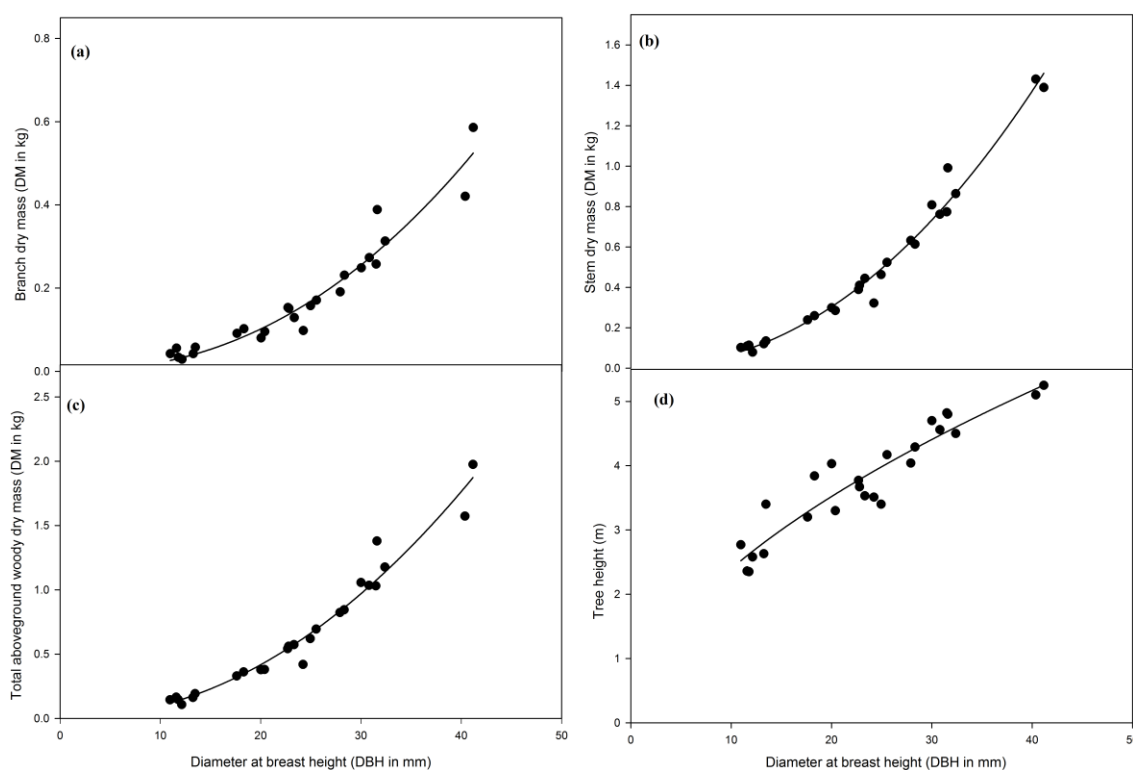 (a)
0.8
0.6
0.4
0.2
0.0
Branch dry mass (DM in kg)
(b)
1.6
1.4
1.2
1.0
0.8
0.6
0.4
0.2
0.0
Stem dry mass (DM in kg)
(c)
2.5
2.0
1.5
1.0
0.5
0.0
Total aboveground woody dry mass (DM in kg)
0 10 20 30 40 50
Diameter at breast height (DBH in mm)
(d)
5
4
3
2
1
0
Tree height (m)
0 10 20 30 40 50
Diameter at breast height (DBH in mm)